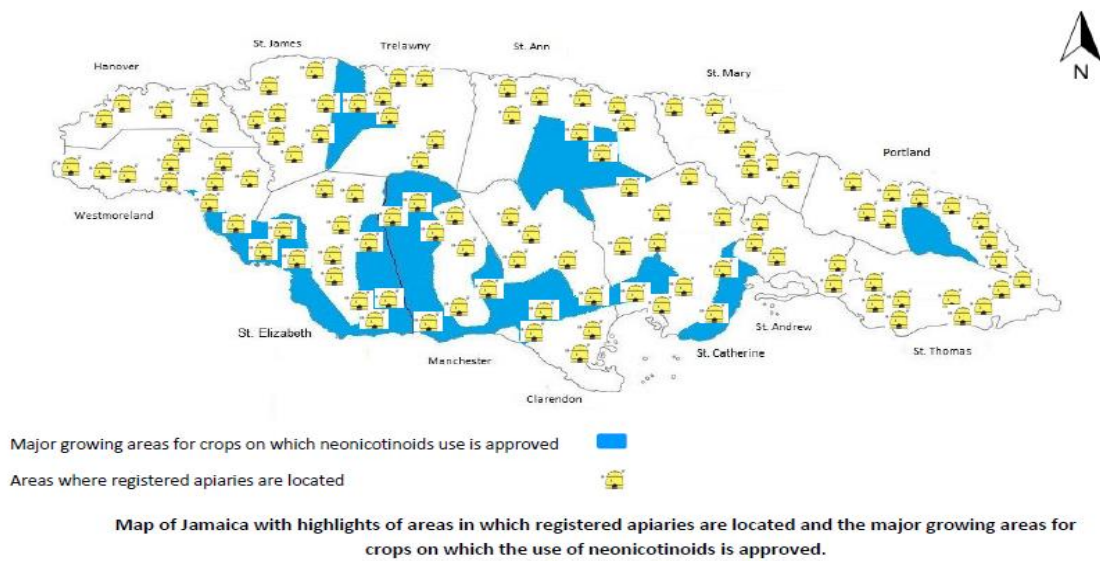 St. James
Trelawny
St. Ann
Hanover
St. Mary
N
Portland
Westmoreland
St. Elizabeth
St. Andrew
Manchester
St. Catherine
St. Thomas
Clarendon
Major growing areas for crops on which neonicotinoids use is approved
Areas where registered apiaries are located
Map of Jamaica with highlights of areas in which registered apiaries are located and the major growing areas for
crops on which the use of neonicotinoids is approved.